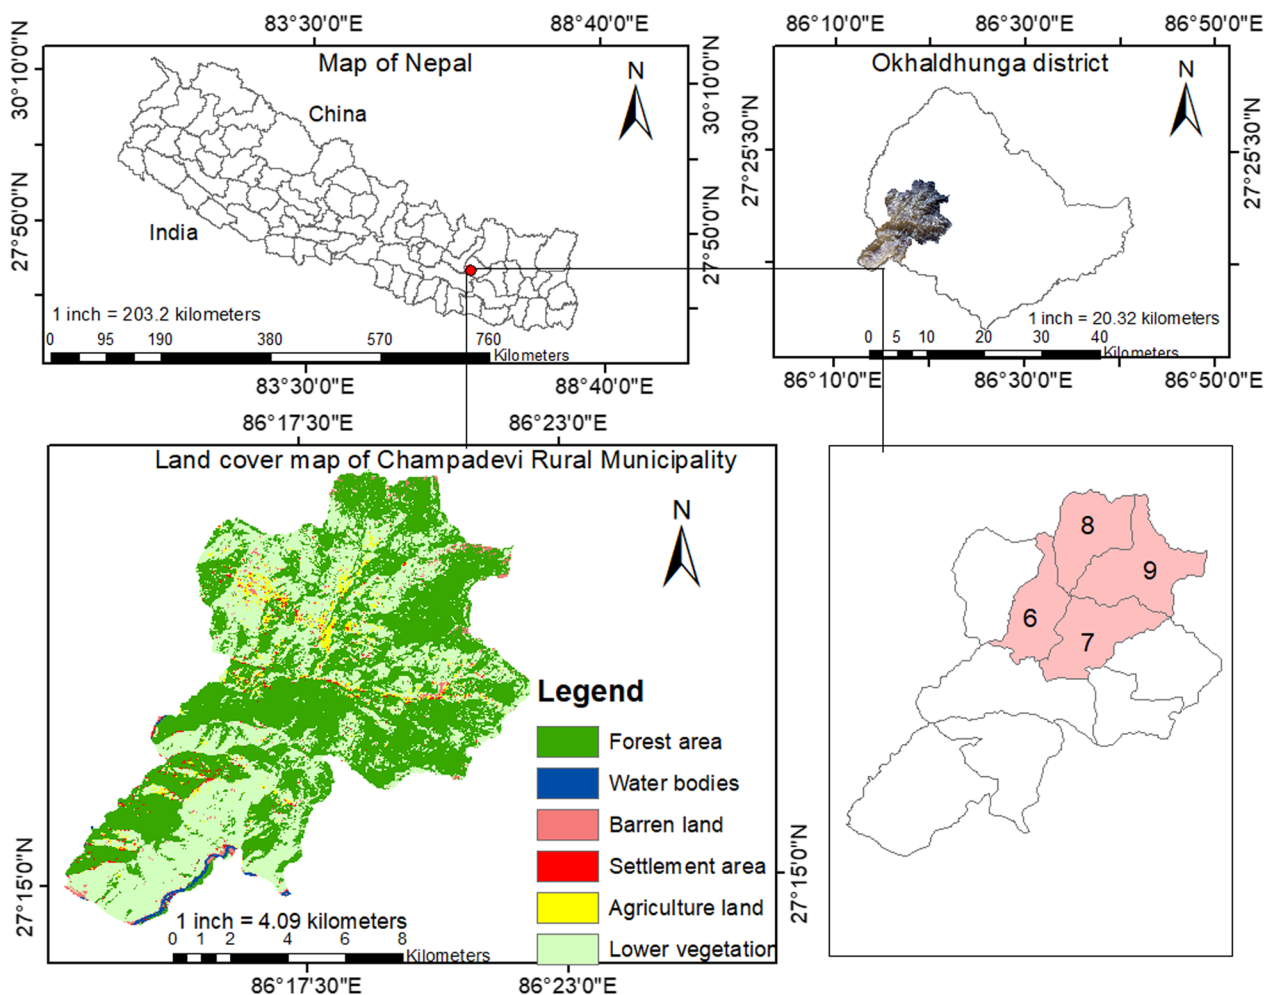 83°30'0"E
88°40'0"E
Map of Nepal
N
China
India
30°10'0"N
27°50'0"N
30°10'0"N
27°50'0"N
1 inch = 203.2 kilometers
0 95 190 380 570 760
Kilometers
83°30'0"E
88°40'0"E
86°10'0"E
86°30'0"E
86°50'0"E
Okhaldhunga district
N
27°25'30"N
27°25'30"N
1 inch = 20.32 kilometers
0 5 10 20 30 40
Kilometers
86°10'0"E
86°30'0"E
86°50'0"E
86°17'30"E
86°23'0"E
Land cover map of Champadevi Rural Municipality
N
Legend
Forest area
Water bodies
Barren land
Settlement area
Agriculture land
Lower vegetation
27°15'0"N
27°15'0"N
1 inch = 4.09 kilometers
0 1 2 4 6 8
Kilometers
86°17'30"E
86°23'0"E
8
9
6
7